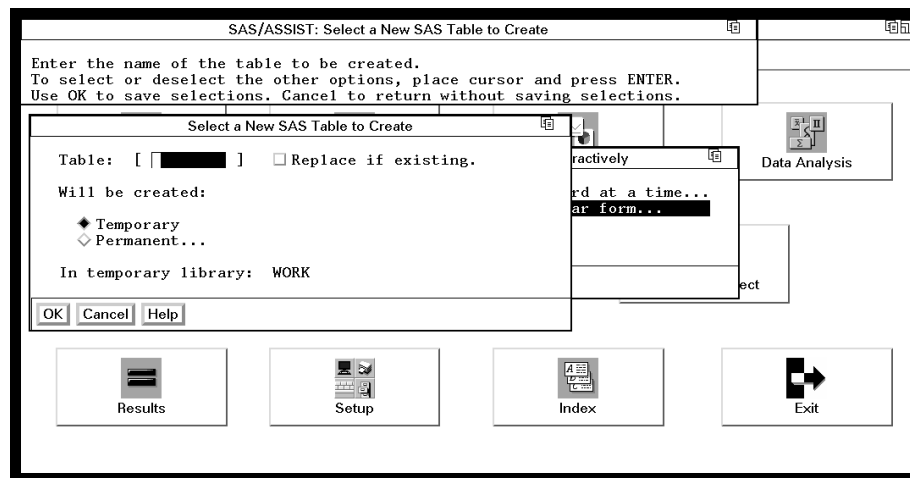 SAS/ASSIST: Select a New SAS Table to Create
Enter the name of the table to be created.
To select or deselect the other options, place cursor and press ENTER.
Use OK to save selections. Cancel to return without saving selections.
Select a New SAS Table to Create
Table: [ ] Replace if existing.
Will be created:
Temporary
Permanent...
In temporary library: WORK
OK Cancel Help
ractively
rd at a time...
ar form...
Data Analysis
ect
Results
Setup
Index
Exit